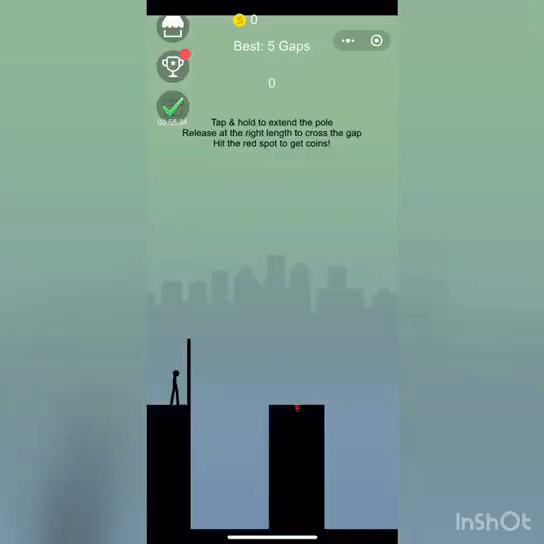 0
Best: 5 Gaps
0
Tap & hold to extend the pole
Release at the right length to cross the gap
Hit the red spot to get coins!
InShOt